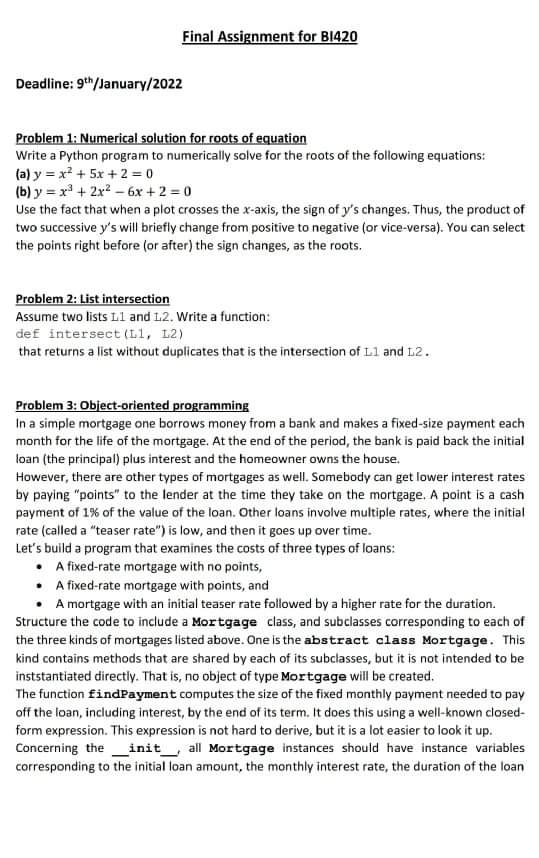 Final Assignment for BI420
Deadline: 9th/January/2022
Problem 1: Numerical solution for roots of equation
Write a Python program to numerically solve for the roots of the following equations:
(a) y = x² + 5x + 2 = 0
(b) y = x³ + 2x² – 6x + 2 = 0
Use the fact that when a plot crosses the x-axis, the sign of y's changes. Thus, the product of
two successive y's will briefly change from positive to negative (or vice-versa). You can select
the points right before (or after) the sign changes, as the roots.
Problem 2: List intersection
Assume two lists L1 and L2. Write a function:
def intersect(L1, L2)
that returns a list without duplicates that is the intersection of L1 and L2.
Problem 3: Object-oriented programming
In a simple mortgage one borrows money from a bank and makes a fixed-size payment each
month for the life of the mortgage. At the end of the period, the bank is paid back the initial
loan (the principal) plus interest and the homeowner owns the house.
However, there are other types of mortgages as well. Somebody can get lower interest rates
by paying "points" to the lender at the time they take on the mortgage. A point is a cash
payment of 1% of the value of the loan. Other loans involve multiple rates, where the initial
rate (called a "teaser rate") is low, and then it goes up over time.
Let's build a program that examines the costs of three types of loans:
• A fixed-rate mortgage with no points,
• A fixed-rate mortgage with points, and
• A mortgage with an initial teaser rate followed by a higher rate for the duration.
Structure the code to include a Mortgage class, and subclasses corresponding to each of
the three kinds of mortgages listed above. One is the abstract class Mortgage. This
kind contains methods that are shared by each of its subclasses, but it is not intended to be
inststantiated directly. That is, no object of type Mortgage will be created.
The function findPayment computes the size of the fixed monthly payment needed to pay
off the loan, including interest, by the end of its term. It does this using a well-known closed-
form expression. This expression is not hard to derive, but it is a lot easier to look it up.
Concerning the __init__, all Mortgage instances should have instance variables
corresponding to the initial loan amount, the monthly interest rate, the duration of the loan